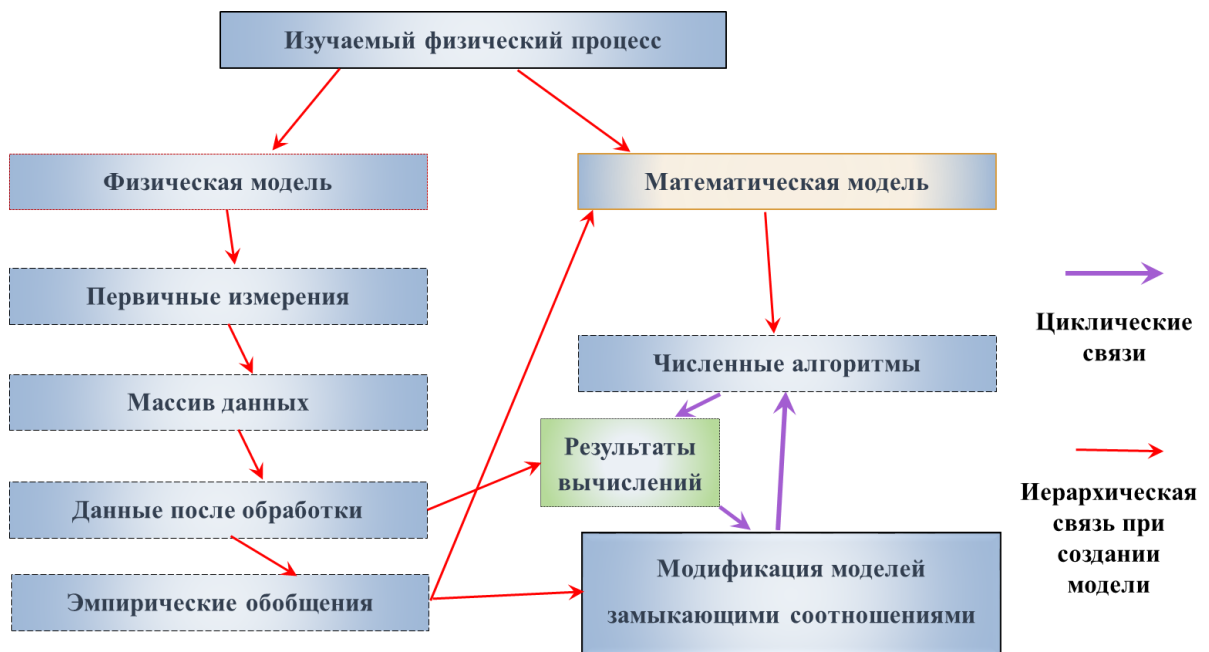 Изучаемый физический процесс
Физическая модель
Математическая модель
Первичные измерения
Циклические
связи
Численные алгоритмы
Массив данных
Результаты
вычислений
Данные после обработки
Иерархическая
связь при
создании
модели
Эмпирические обобщения
Модификация моделей
замыкающими соотношениями